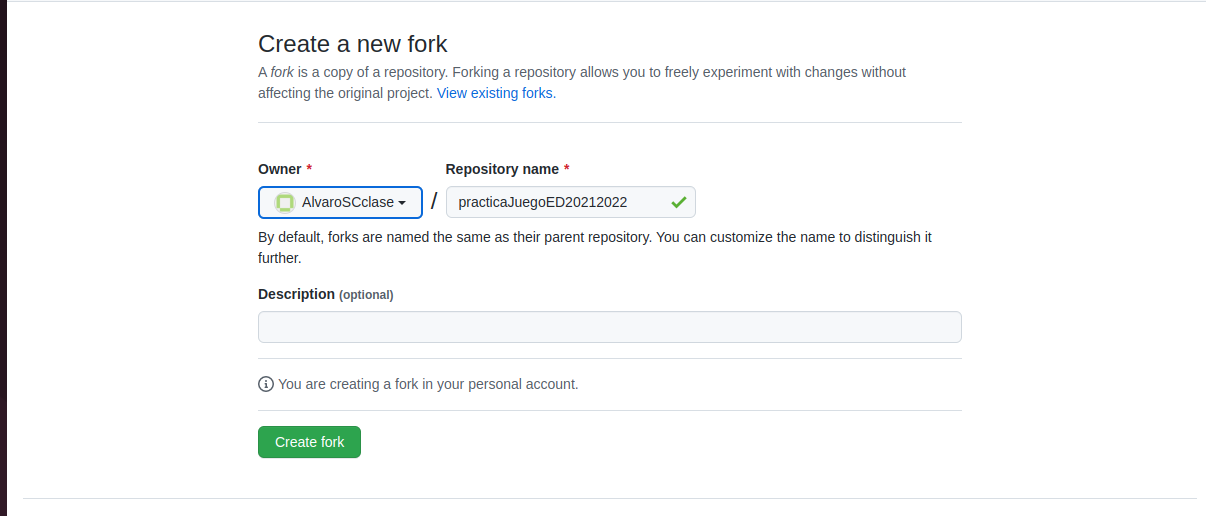 Create a new fork
A fork is a copy of a repository. Forking a repository allows you to freely experiment with changes without
affecting the original project. View existing forks.
Owner * Repository name *
AlvaroSCclase / practicaJuegoED20212022
By default, forks are named the same as their parent repository. You can customize the name to distinguish it
further.
Description (optional)
You are creating a fork in your personal account.
Create fork